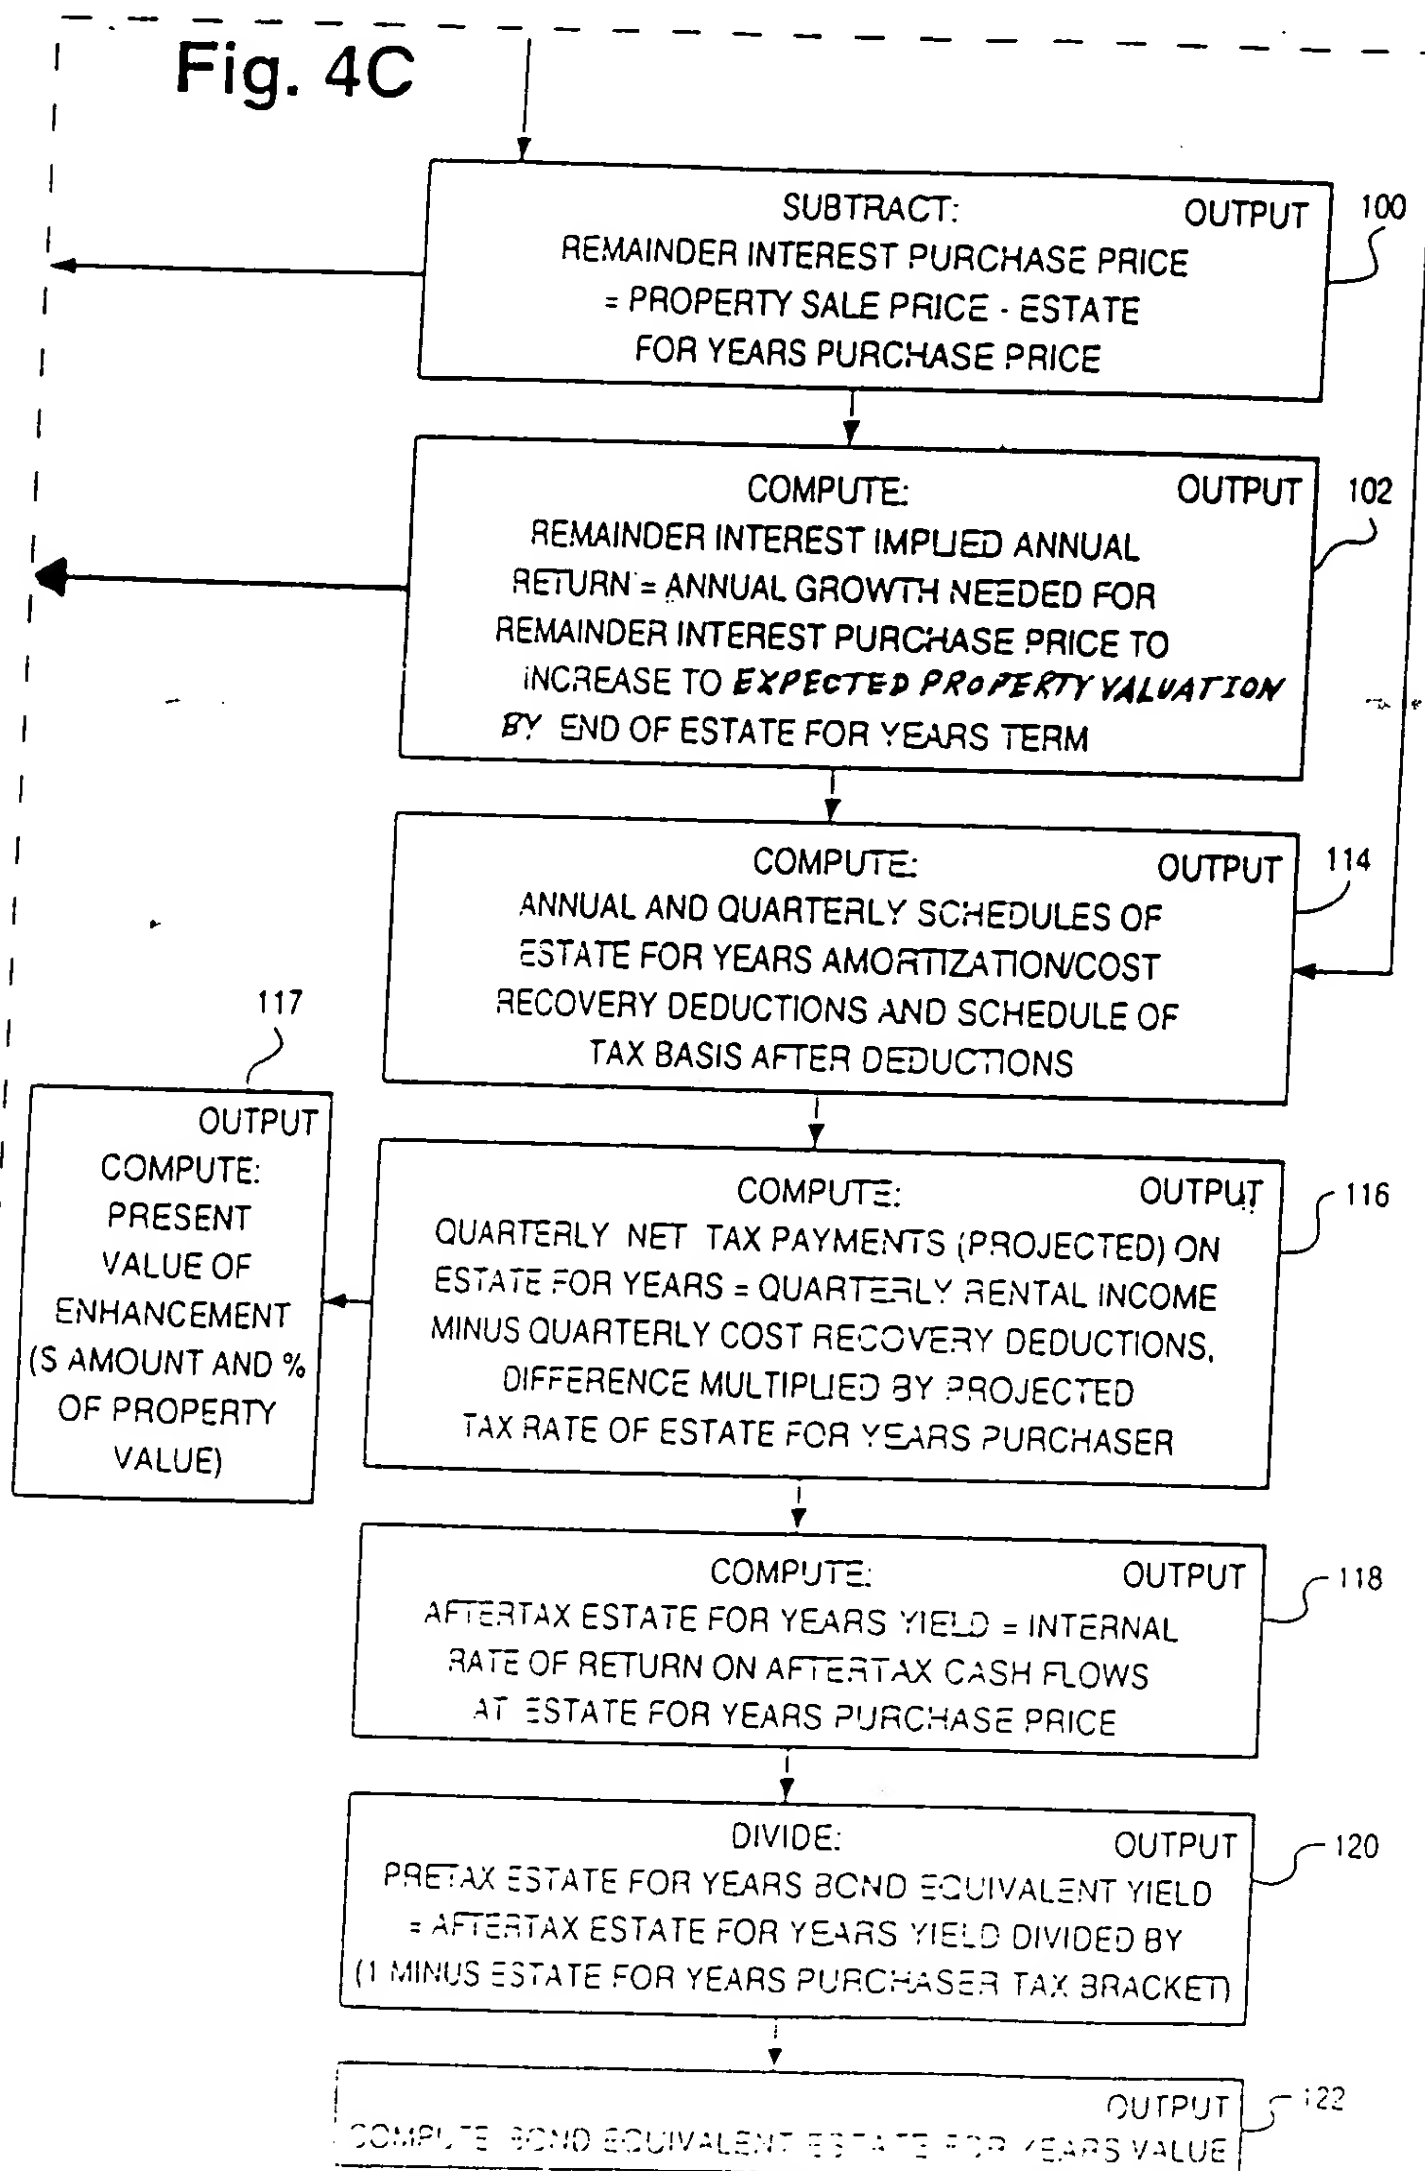 Fig. 4C
SUBTRACT: OUTPUT 100
REMAINDER INTEREST PURCHASE PRICE
= PROPERTY SALE PRICE - ESTATE
FOR YEARS PURCHASE PRICE
COMPUTE: OUTPUT 102
REMAINDER INTEREST IMPLIED ANNUAL
RETURN = ANNUAL GROWTH NEEDED FOR
REMAINDER INTEREST PURCHASE PRICE TO
INCREASE TO EXPECTED PROPERTY VALUATION
BY END OF ESTATE FOR YEARS TERM
COMPUTE: OUTPUT 114
ANNUAL AND QUARTERLY SCHEDULES OF
ESTATE FOR YEARS AMORTIZATION/COST
RECOVERY DEDUCTIONS AND SCHEDULE OF
TAX BASIS AFTER DEDUCTIONS
117
OUTPUT
COMPUTE:
PRESENT
VALUE OF
ENHANCEMENT
($ AMOUNT AND %
OF PROPERTY
VALUE)
COMPUTE: OUTPUT 116
QUARTERLY NET TAX PAYMENTS (PROJECTED) ON
ESTATE FOR YEARS = QUARTERLY RENTAL INCOME
MINUS QUARTERLY COST RECOVERY DEDUCTIONS,
DIFFERENCE MULTIPLIED BY PROJECTED
TAX RATE OF ESTATE FOR YEARS PURCHASER
COMPUTE: OUTPUT 118
AFTERTAX ESTATE FOR YEARS YIELD = INTERNAL
RATE OF RETURN ON AFTERTAX CASH FLOWS
AT ESTATE FOR YEARS PURCHASE PRICE
DIVIDE: OUTPUT 120
PRETAX ESTATE FOR YEARS BOND EQUIVALENT YIELD
= AFTERTAX ESTATE FOR YEARS YIELD DIVIDED BY
(1 MINUS ESTATE FOR YEARS PURCHASER TAX BRACKET)
OUTPUT 122
COMPUTE BOND EQUIVALENT ESTATE FOR YEARS VALUE